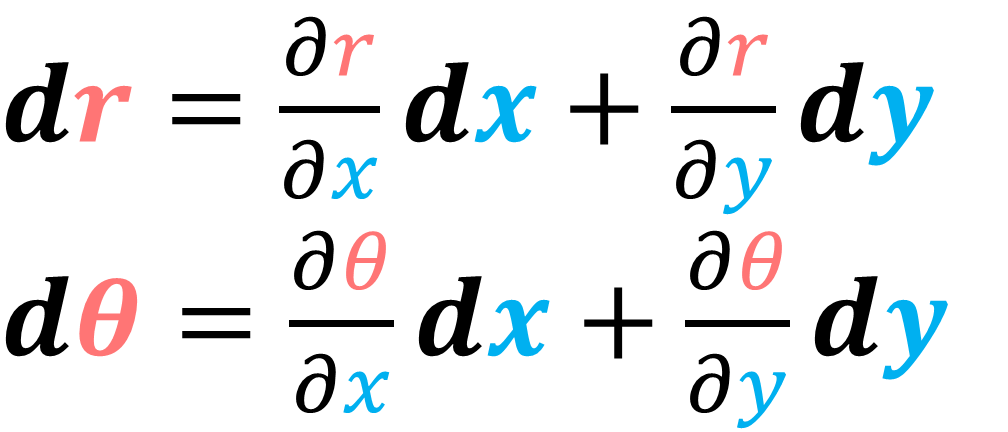 dr = ∂r/∂x dx + ∂r/∂y dy
dθ = ∂θ/∂x dx + ∂θ/∂y dy